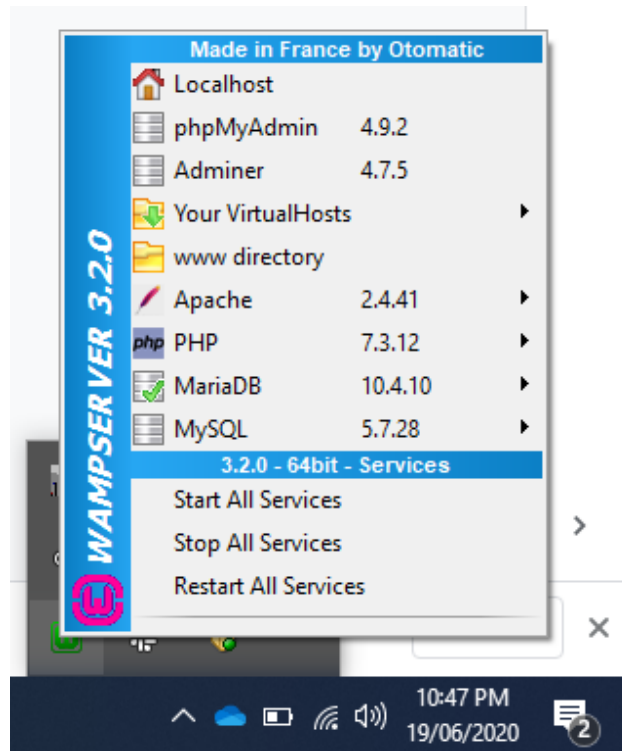 Made in France by Otomatic
Localhost
phpMyAdmin 4.9.2
Adminer 4.7.5
Your VirtualHosts
www directory
Apache 2.4.41
php PHP 7.3.12
MariaDB 10.4.10
MySQL 5.7.28
3.2.0 - 64bit - Services
Start All Services
Stop All Services
Restart All Services
WAMPSERVER 3.2.0
10:47 PM
19/06/2020
2